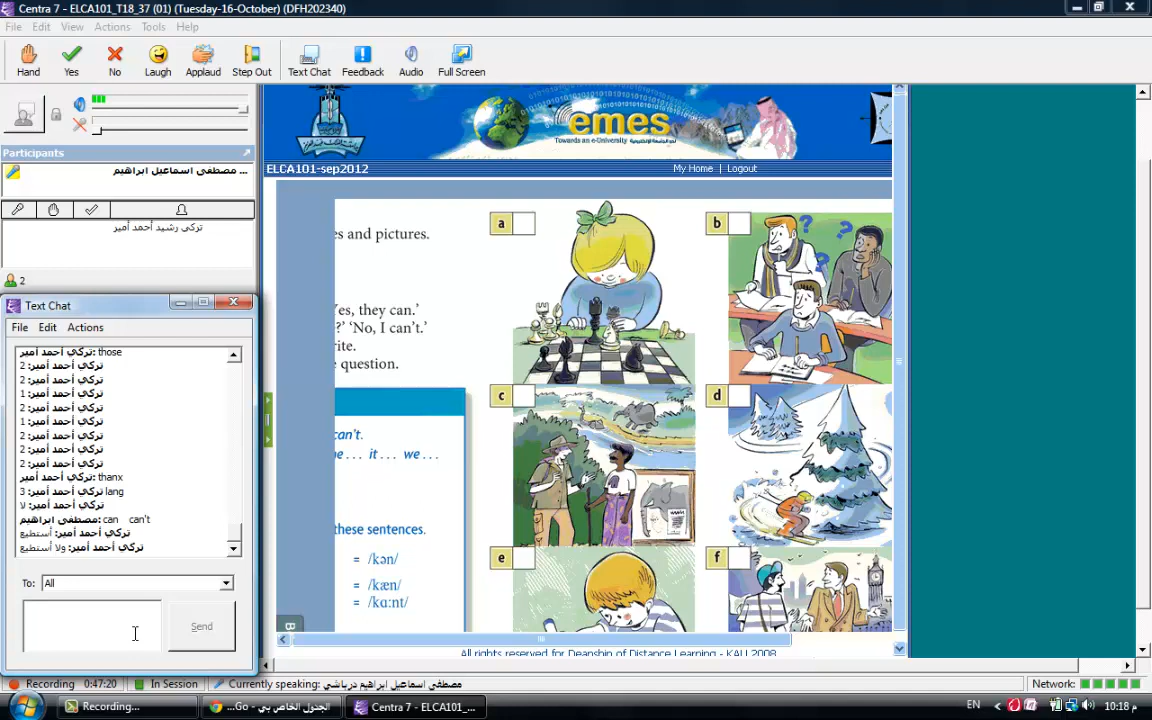 Centra 7 - ELCA101_T18_37 (01) (Tuesday-16-October) (DFH202340)
File Edit View Actions Tools Help
Hand Yes No Laugh Applaud Step Out Text Chat Feedback Audio Full Screen
Participants
مصطفى اسماعيل ابراهيم ...
تركي رشيد أحمد أمير
2
emes
Towards an e-University
ELCA101-sep2012
My Home | Logout
es and pictures.
Yes, they can.'
?' 'No, I can't.'
rite.
e question.
can't.
he . . . it . . . we . . .
these sentences.
= /kən/
= /kæn/
= /kɑːnt/
a
b
c
d
e
f
All rights reserved for Deanship of Distance Learning - KAU 2008
Text Chat
File Edit Actions
تركي أحمد أمير: those
تركي أحمد أمير: 2
تركي أحمد أمير: 2
تركي أحمد أمير: 1
تركي أحمد أمير: 2
تركي أحمد أمير: 1
تركي أحمد أمير: 2
تركي أحمد أمير: 2
تركي أحمد أمير: 2
تركي أحمد أمير: thanx
تركي أحمد أمير: 3 lang
تركي أحمد أمير: لا
مصطفى ابراهيم: can can't
تركي أحمد أمير: أستطيع
تركي أحمد أمير: ولا أستطيع
To: All
Send
Recording 0:47:20 In Session Currently speaking: مصطفى اسماعيل ابراهيم درباشي Network:
Recording... الجدول الخاص بي - Go... Centra 7 - ELCA101_... EN 10:18 م